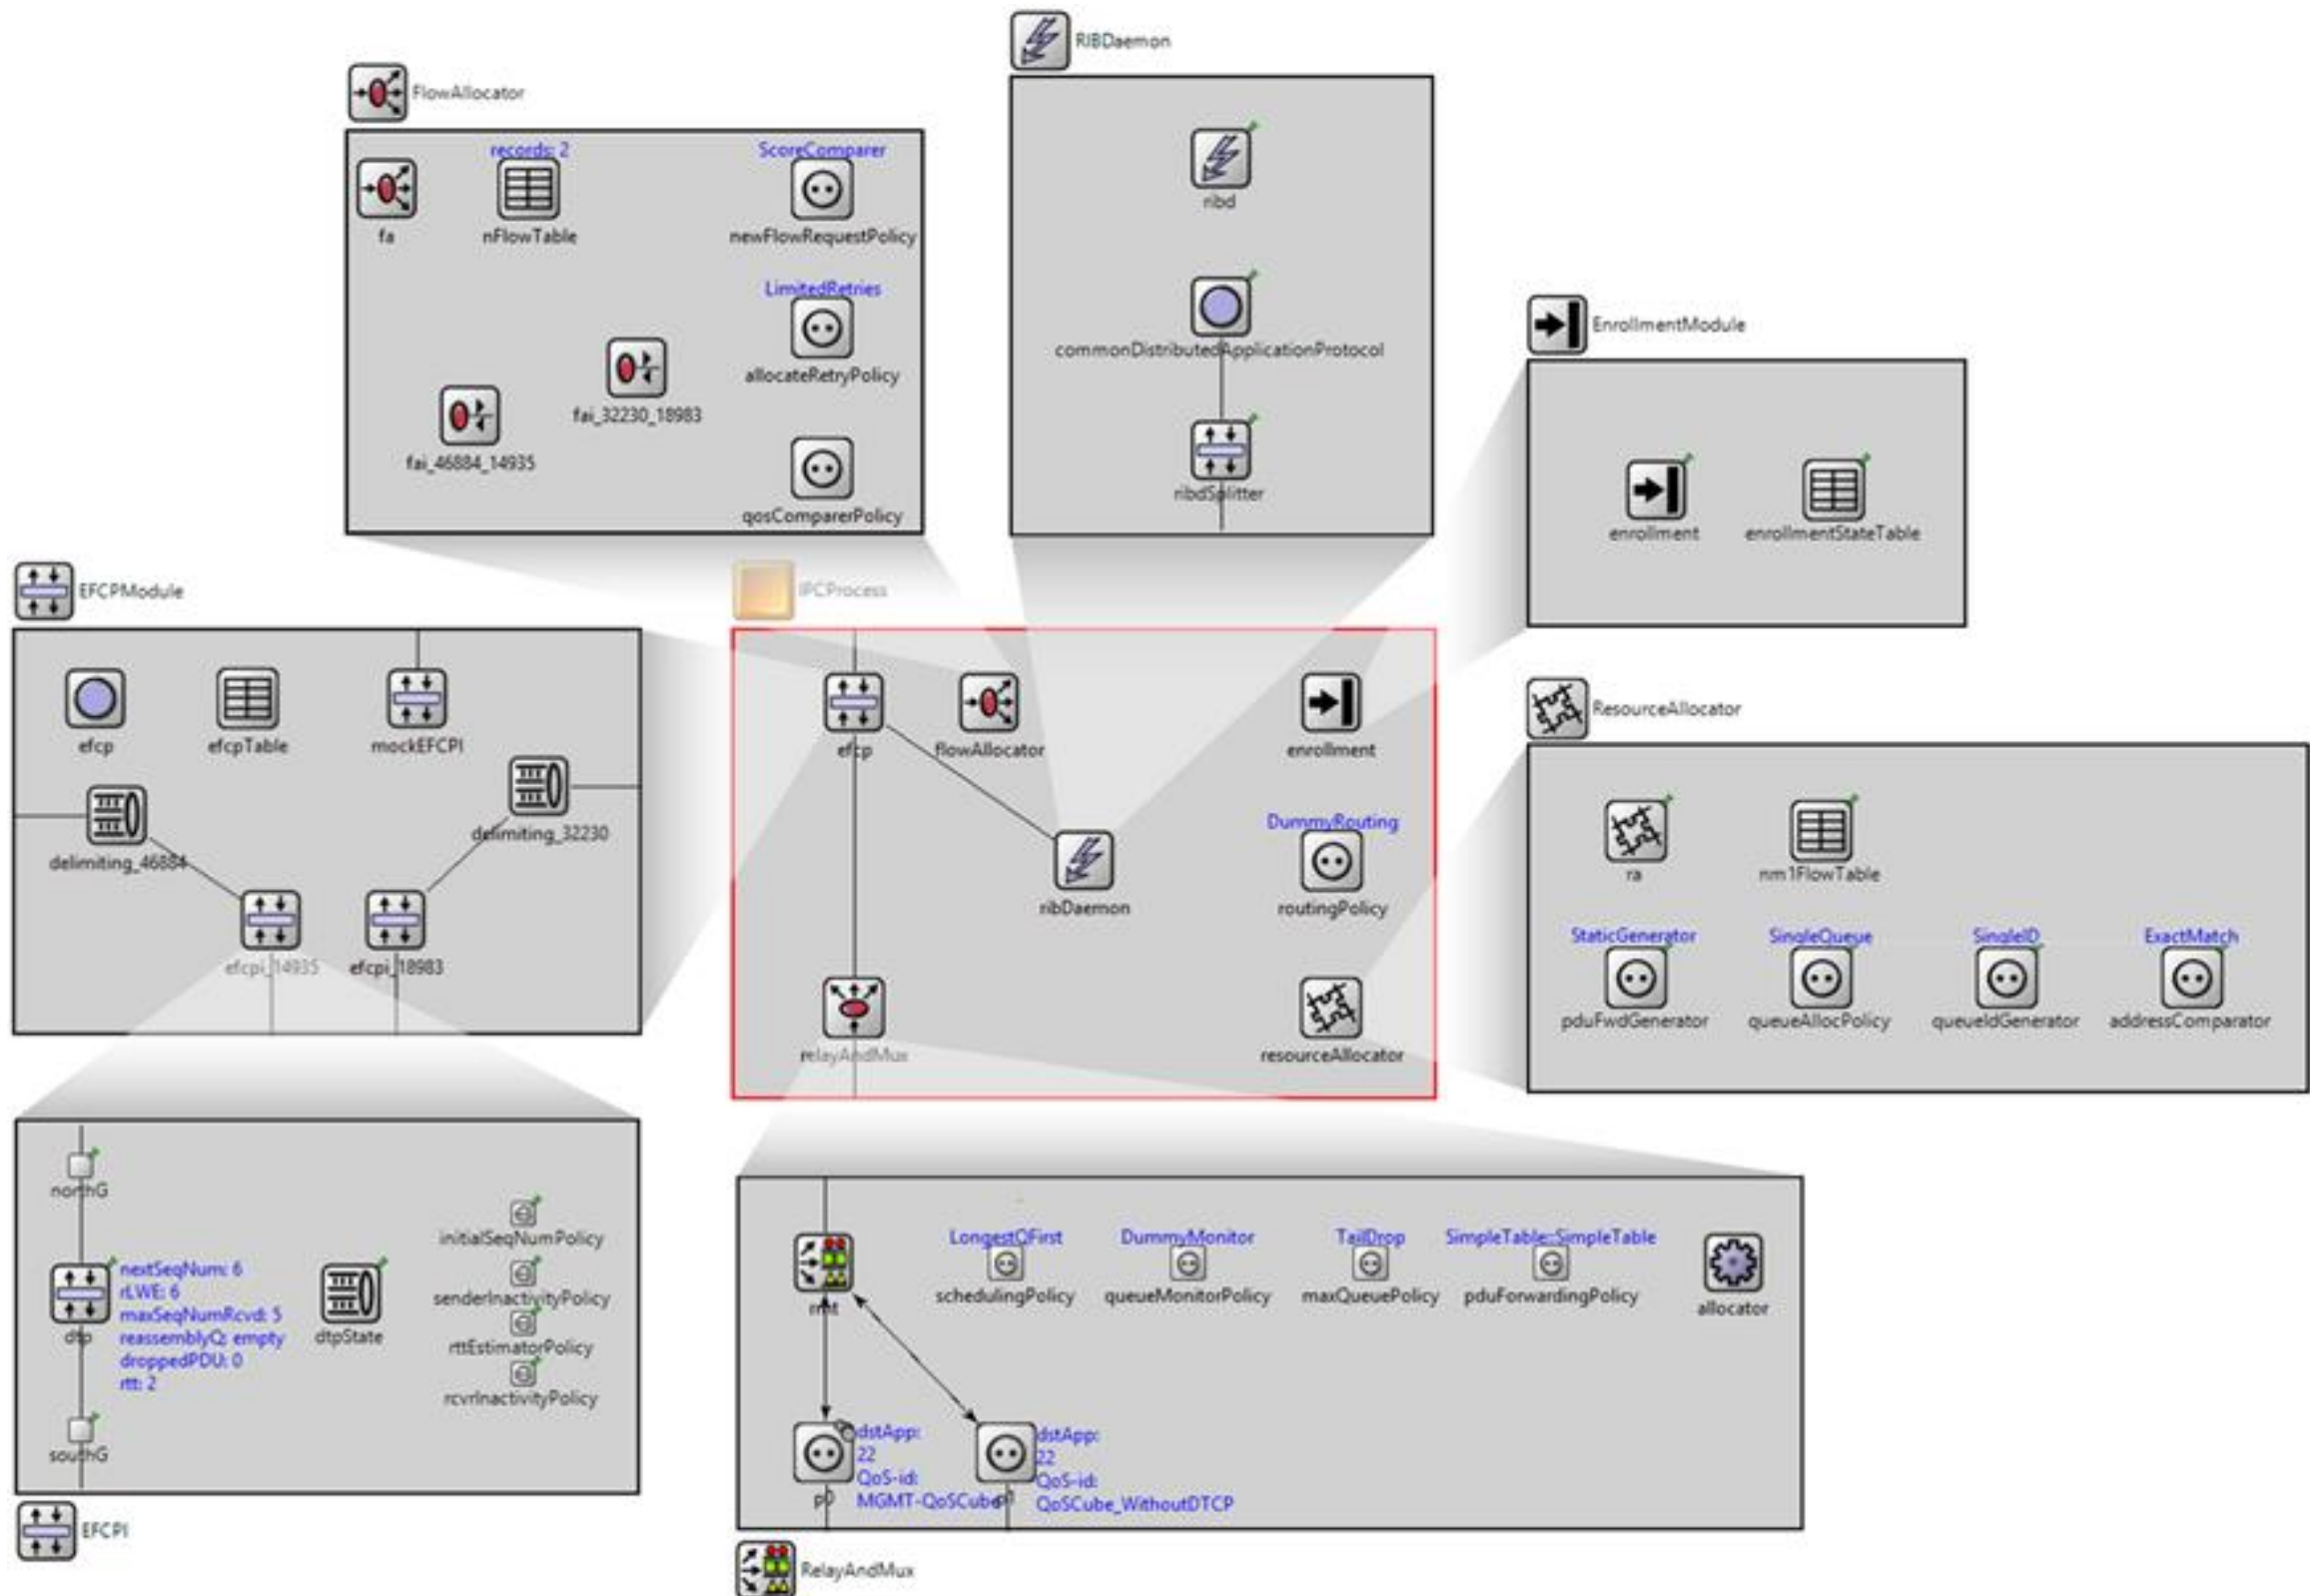 RIBDaemon
FlowAllocator
records: 2
ScoreComparer
fa
nFlowTable
newFlowRequestPolicy
LimitedRetries
allocateRetryPolicy
fai_32230_18983
fai_46884_14935
qosComparerPolicy
ribd
commonDistributedApplicationProtocol
ribdSplitter
EnrollmentModule
enrollment
enrollmentStateTable
EFCPModule
efcp
efcpTable
mockEFCPI
delimiting_46884
delimiting_32230
efcpi_14935
efcpi_18983
IPCProcess
efcp
flowAllocator
enrollment
DummyRouting
ribDaemon
routingPolicy
relayAndMux
resourceAllocator
ResourceAllocator
ra
nm1FlowTable
StaticGenerator
SingleQueue
SingleID
ExactMatch
pduFwdGenerator
queueAllocPolicy
queueIdGenerator
addressComparator
northG
initialSeqNumPolicy
nextSeqNum: 6
rLWE: 6
maxSeqNumRcvd: 5
reassemblyQ: empty
droppedPDU: 0
rtt: 2
dtp
dtpState
senderInactivityPolicy
rttEstimatorPolicy
rcvrInactivityPolicy
southG
EFCPI
LongestQFirst
DummyMonitor
TailDrop
SimpleTable::SimpleTable
rmt
schedulingPolicy
queueMonitorPolicy
maxQueuePolicy
pduForwardingPolicy
allocator
dstApp:
22
QoS-id:
MGMT-QoSCube
p0
dstApp:
22
QoS-id:
QoSCube_WithoutDTCP
p1
RelayAndMux